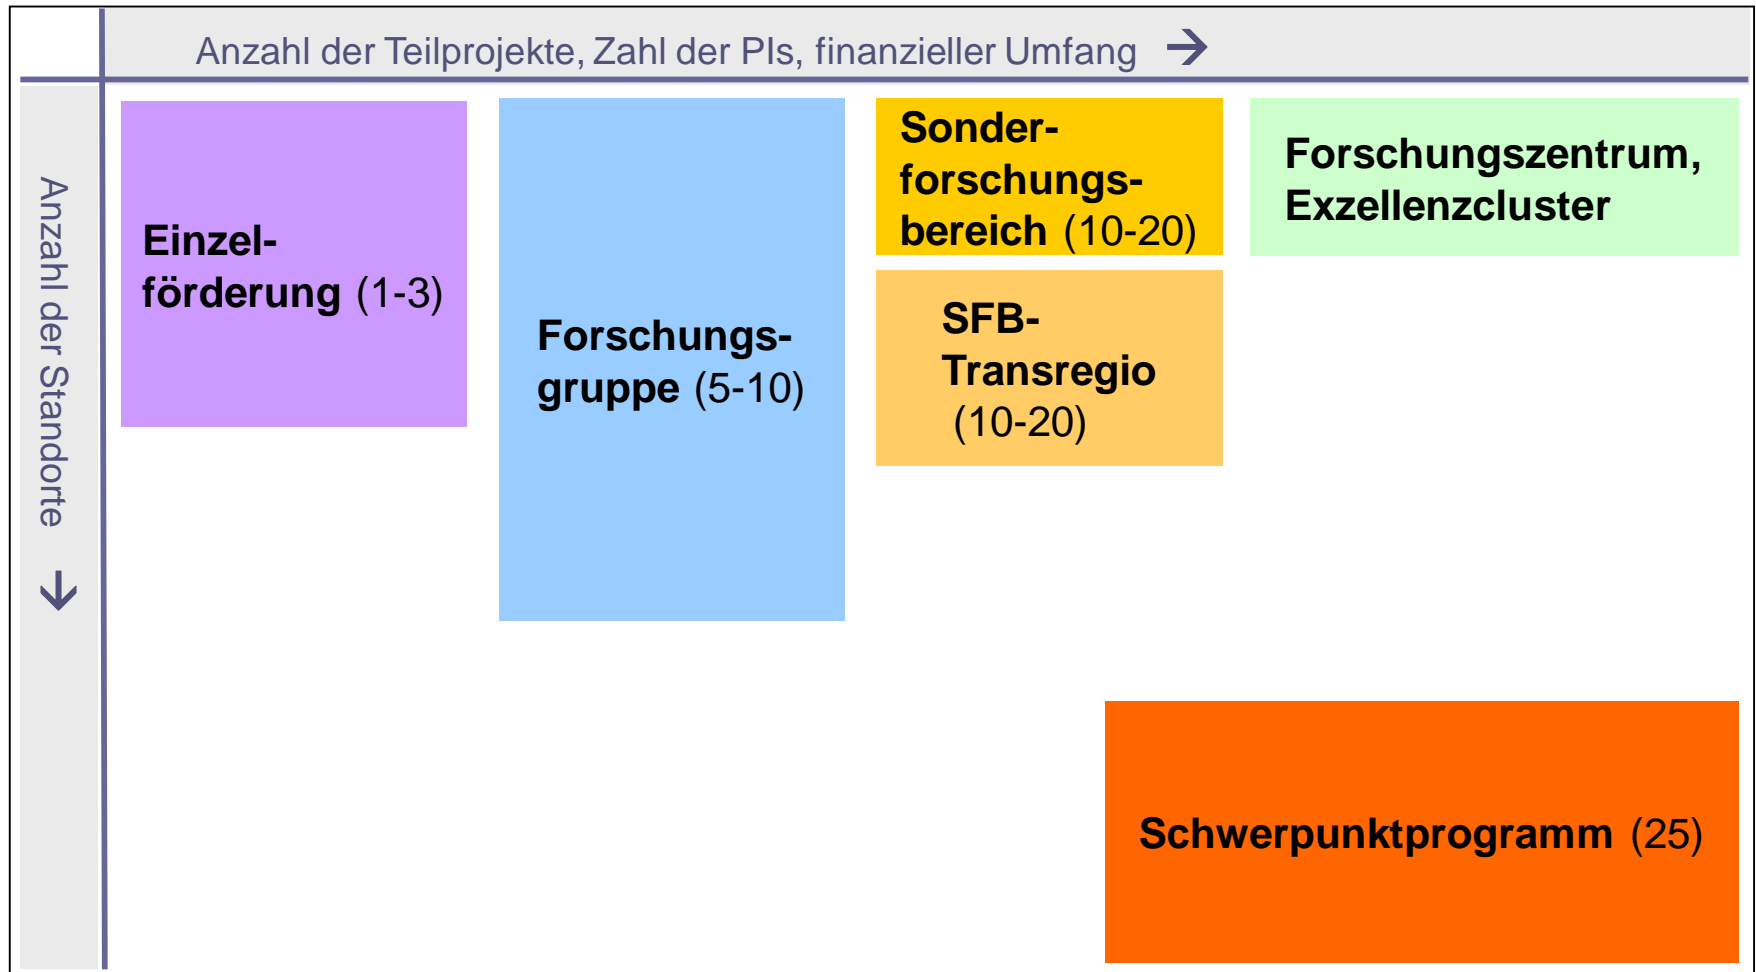 Anzahl der Teilprojekte, Zahl der PIs, finanzieller Umfang →
Anzahl der Standorte →
Einzel-
förderung (1-3)
Forschungs-
gruppe (5-10)
Sonder-
forschungs-
bereich (10-20)
SFB-
Transregio
(10-20)
Forschungszentrum,
Exzellenzcluster
Schwerpunktprogramm (25)